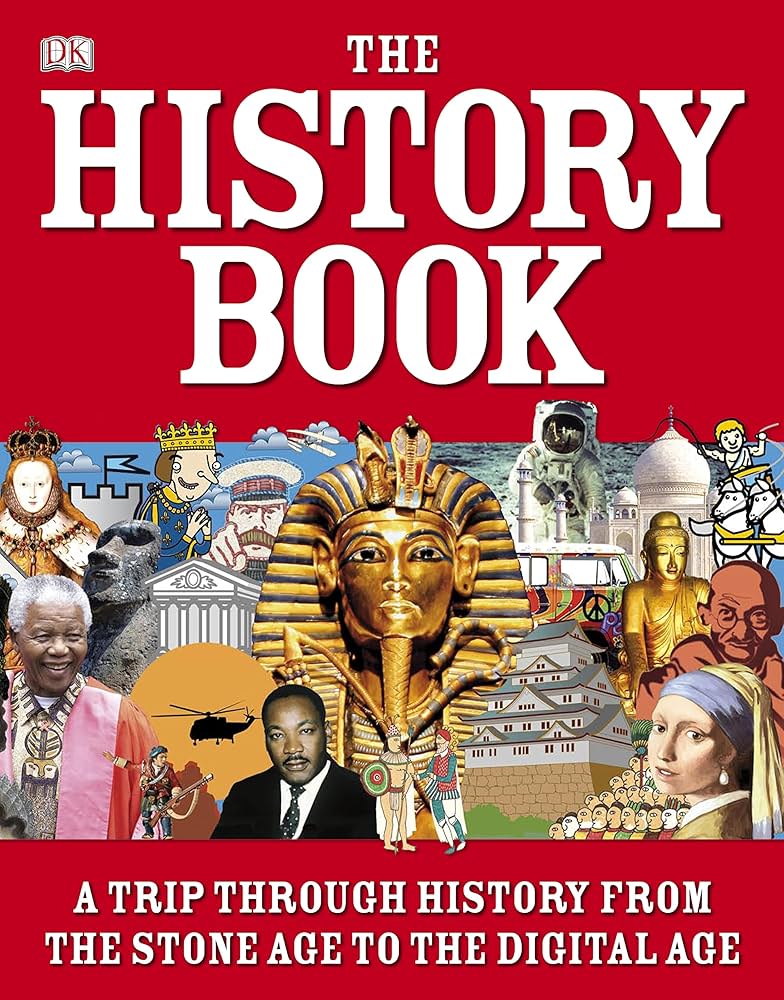 DK
THE
HISTORY
BOOK
A TRIP THROUGH HISTORY FROM
THE STONE AGE TO THE DIGITAL AGE